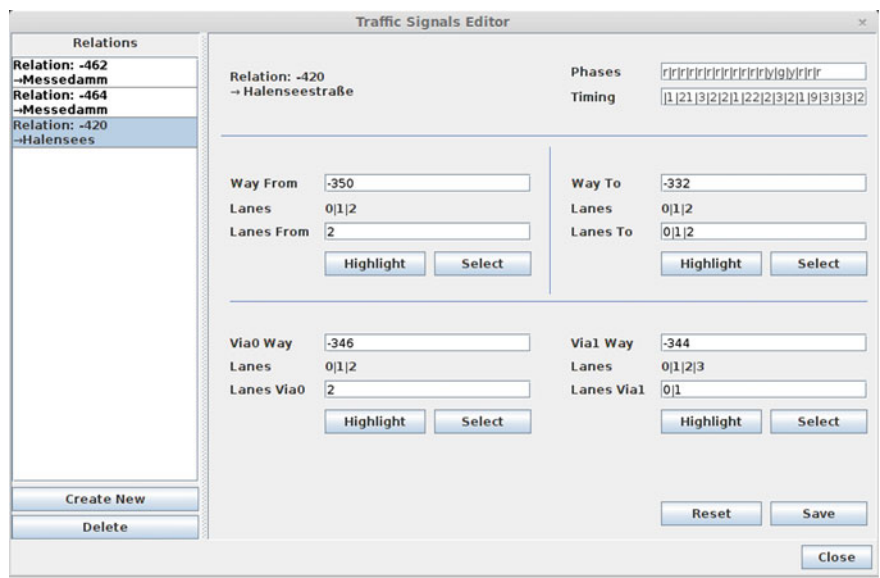 Traffic Signals Editor
×
Relations
Relation: -462
→Messedamm
Relation: -464
→Messedamm
Relation: -420
→Halensees
Create New
Delete
Relation: -420
→ Halenseestraße
Phases
r|r|r|r|r|r|r|r|r|r|r|r|y|g|y|r|r|r
Timing
|1|21|3|2|2|1|22|2|3|2|1|9|3|3|3|2
Way From
-350
Lanes
0|1|2
Lanes From
2
Highlight
Select
Way To
-332
Lanes
0|1|2
Lanes To
0|1|2
Highlight
Select
Via0 Way
-346
Lanes
0|1|2
Lanes Via0
2
Highlight
Select
Via1 Way
-344
Lanes
0|1|2|3
Lanes Via1
0|1
Highlight
Select
Reset
Save
Close